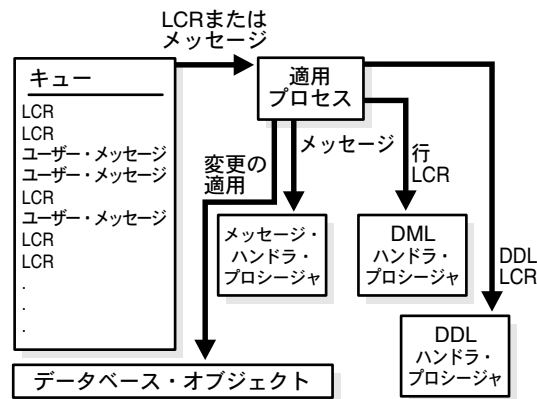 LCRまたは
メッセージ
キュー
LCR
LCR
ユーザー・メッセージ
ユーザー・メッセージ
LCR
ユーザー・メッセージ
LCR
LCR
.
.
.
適用
プロセス
変更の
適用
メッセージ
行
LCR
DDL
LCR
メッセージ・
ハンドラ・
プロシージャ
DML
ハンドラ・
プロシージャ
DDL
ハンドラ・
プロシージャ
データベース・オブジェクト